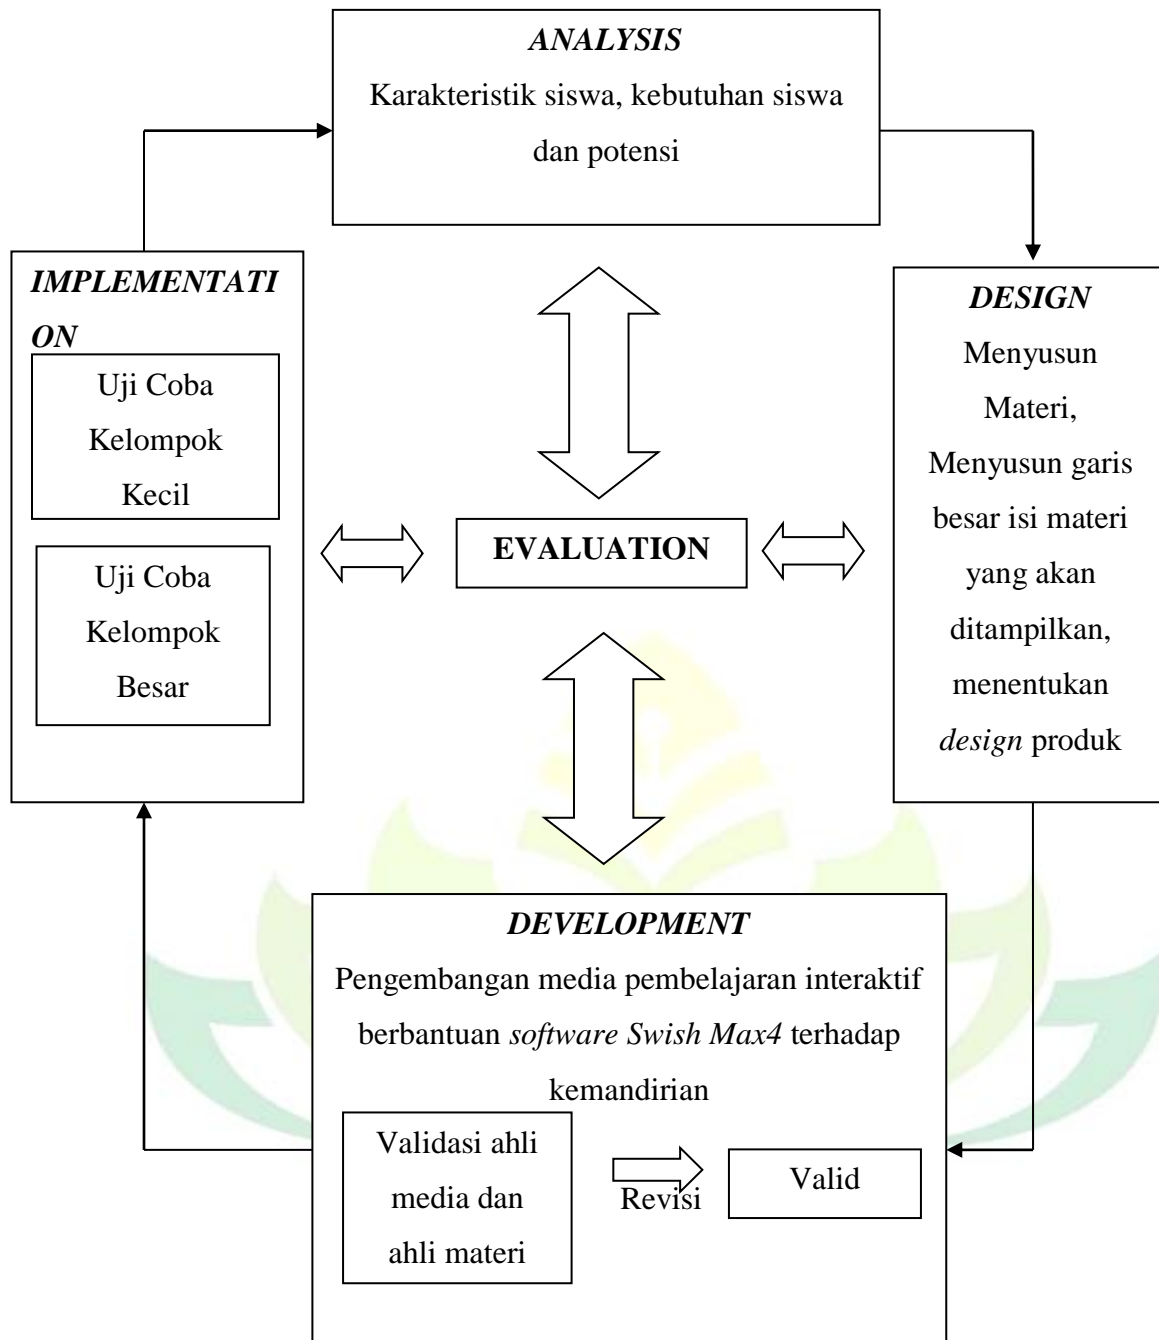 ANALYSIS
Karakteristik siswa, kebutuhan siswa
dan potensi
IMPLEMENTATI
ON
Uji Coba
Kelompok
Kecil
Uji Coba
Kelompok
Besar
EVALUATION
DESIGN
Menyusun
Materi,
Menyusun garis
besar isi materi
yang akan
ditampilkan,
menentukan
design produk
DEVELOPMENT
Pengembangan media pembelajaran interaktif
berbantuan software Swish Max4 terhadap
kemandirian
Validasi ahli
media dan
ahli materi
Revisi
Valid